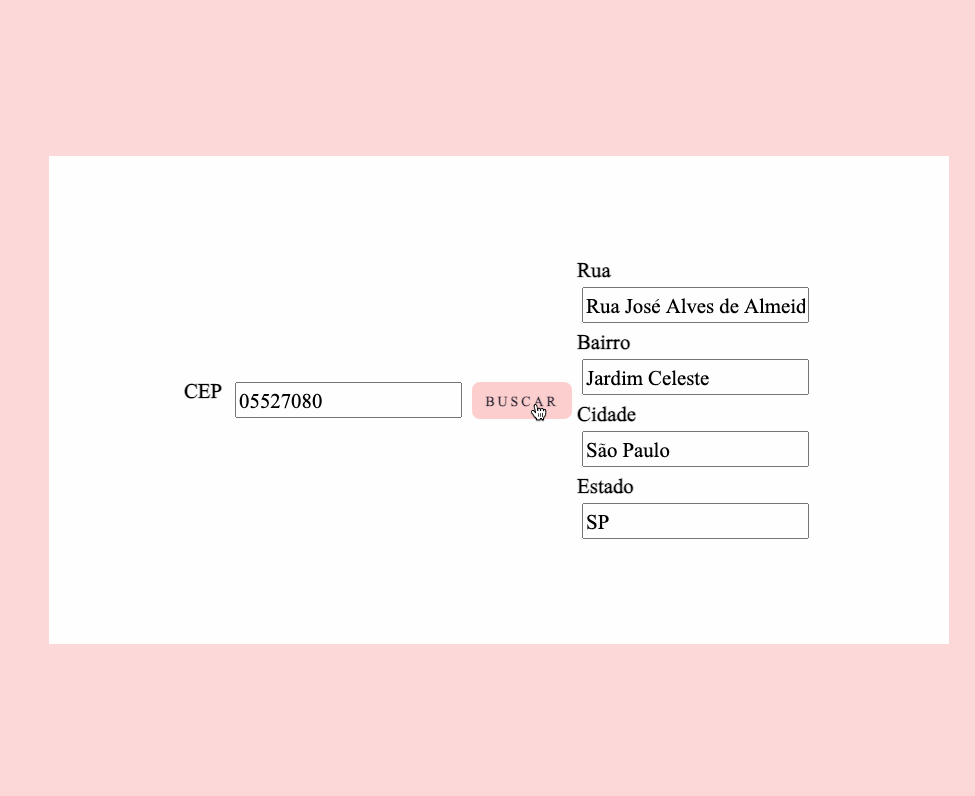 CEP
05527080
BUSCAR
Rua
Rua José Alves de Almeid
Bairro
Jardim Celeste
Cidade
São Paulo
Estado
SP